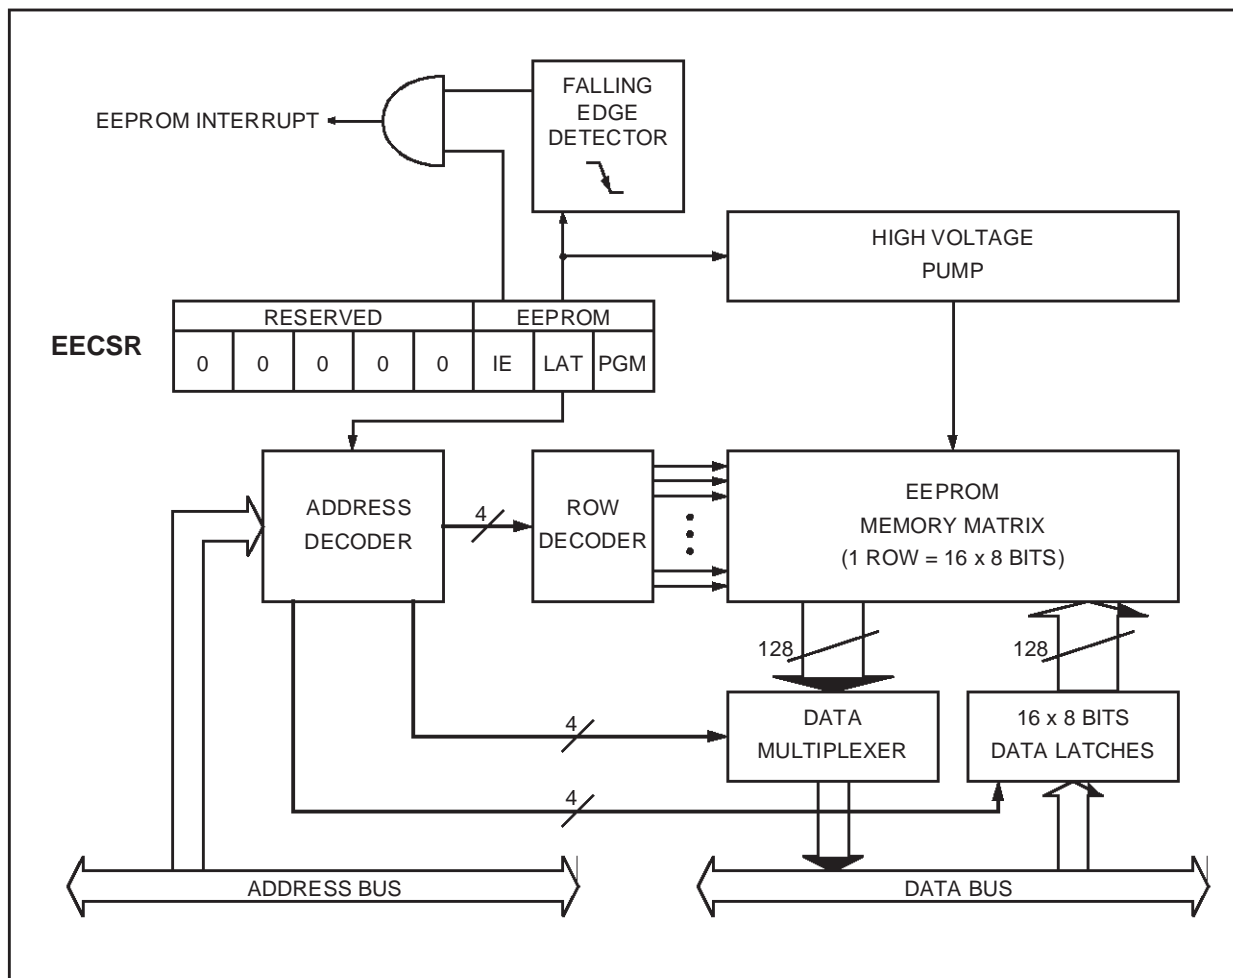 FALLING
EDGE
DETECTOR
EEPROM INTERRUPT
HIGH VOLTAGE
PUMP
RESERVED EEPROM
EECSR
0 0 0 0 0 IE LAT PGM
ADDRESS
DECODER
4
ROW
DECODER
EEPROM
MEMORY MATRIX
(1 ROW = 16 x 8 BITS)
128
128
4
DATA
MULTIPLEXER
16 x 8 BITS
DATA LATCHES
4
ADDRESS BUS
DATA BUS